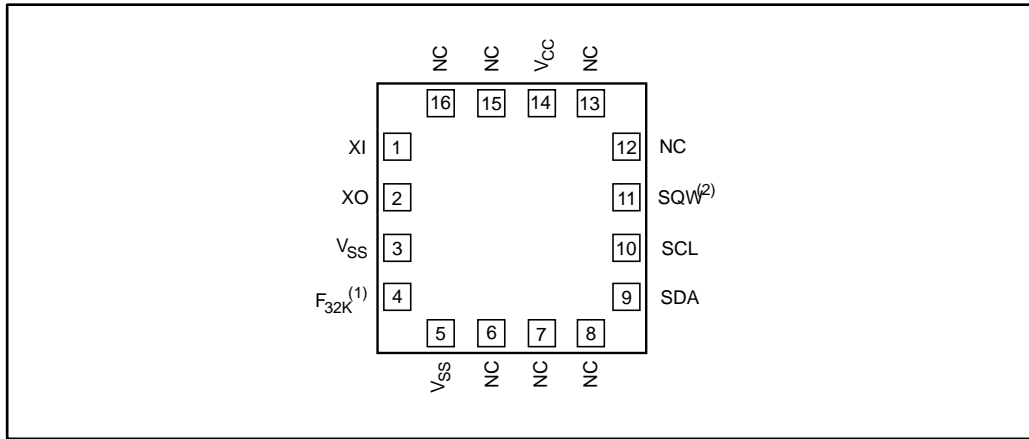 NC NC VCC NC
16 15 14 13
XI 1 12 NC
XO 2 11 SQW(2)
VSS 3 10 SCL
F32K(1) 4 9 SDA
5 6 7 8
VSS NC NC NC